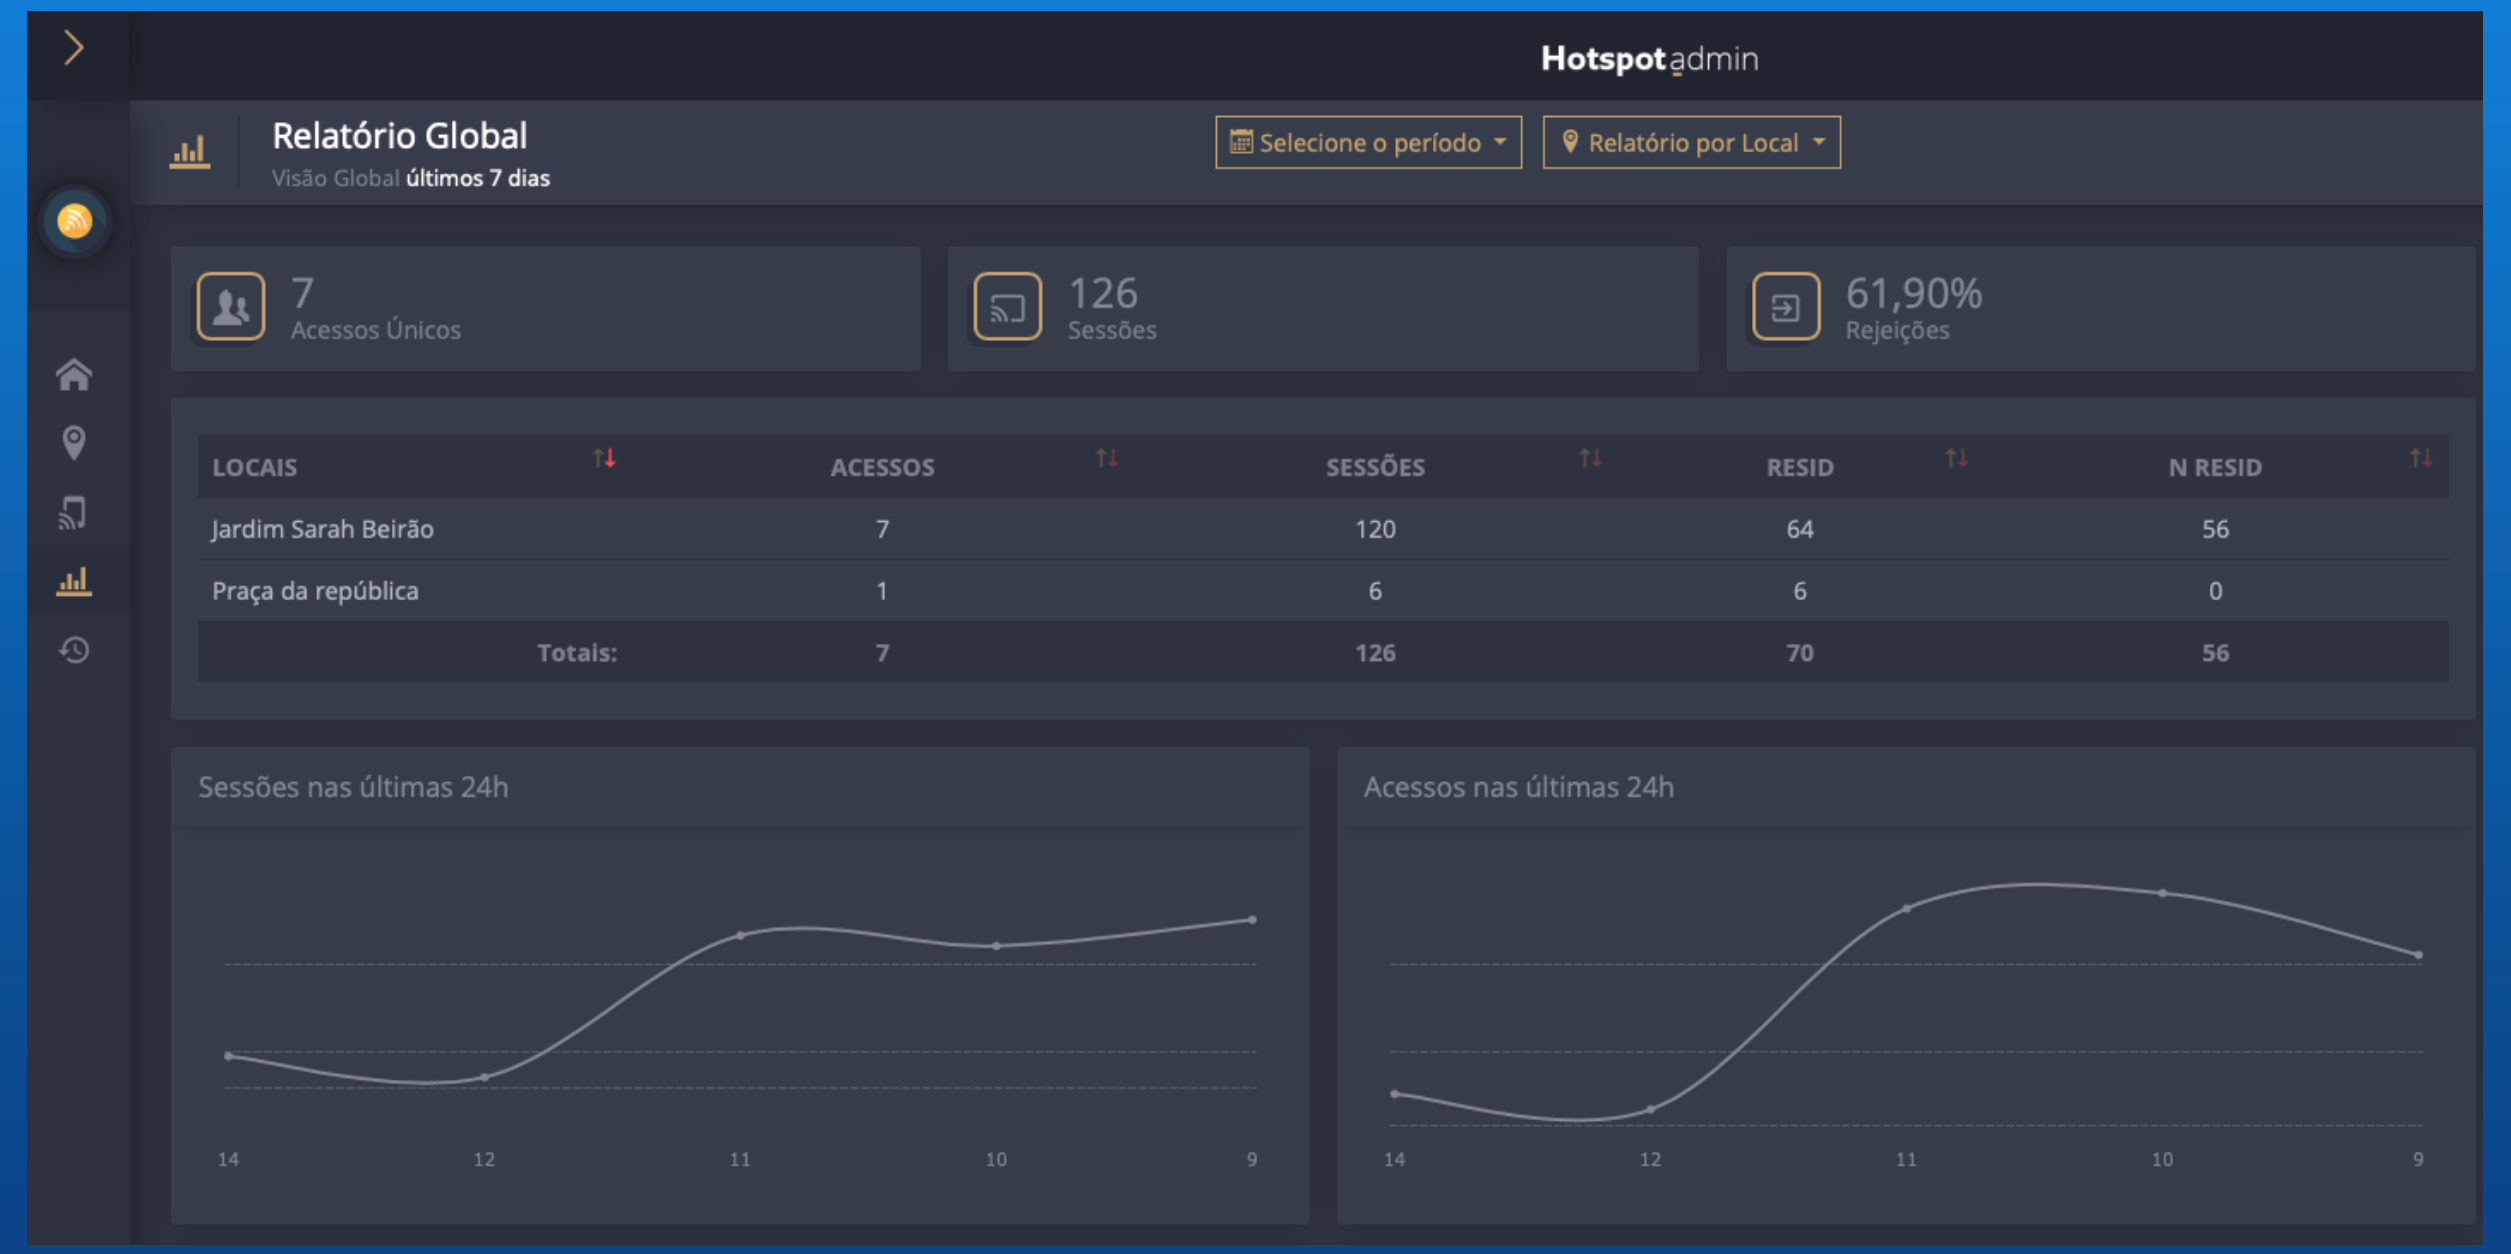 Hotspot admin
Relatório Global
Visão Global últimos 7 dias
Selecione o período
Relatório por Local
7
Acessos Únicos
126
Sessões
61,90%
Rejeições
LOCAIS ACESSOS SESSÕES RESID N RESID
Jardim Sarah Beirão 7 120 64 56
Praça da república 1 6 6 0
Totais: 7 126 70 56
Sessões nas últimas 24h
14 12 11 10 9
Acessos nas últimas 24h
14 12 11 10 9